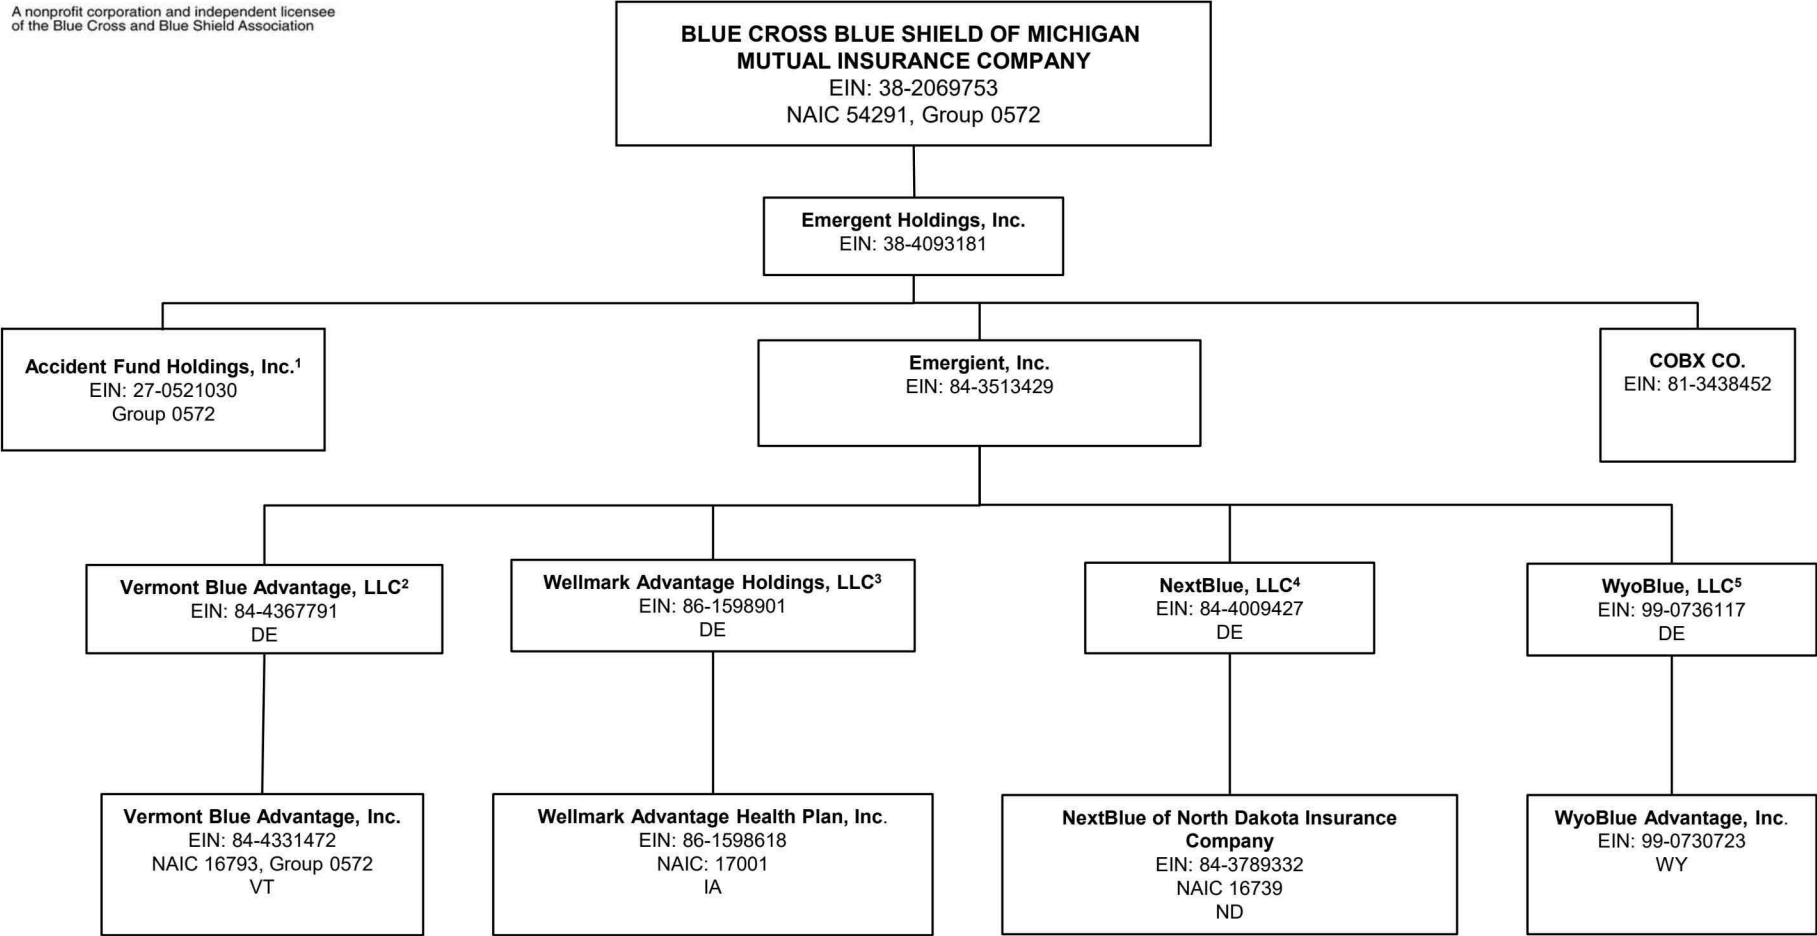 A nonprofit corporation and independent licensee
of the Blue Cross and Blue Shield Association
BLUE CROSS BLUE SHIELD OF MICHIGAN
MUTUAL INSURANCE COMPANY
EIN: 38-2069753
NAIC 54291, Group 0572
Emergent Holdings, Inc.
EIN: 38-4093181
Accident Fund Holdings, Inc.¹
EIN: 27-0521030
Group 0572
Emergient, Inc.
EIN: 84-3513429
COBX CO.
EIN: 81-3438452
Vermont Blue Advantage, LLC²
EIN: 84-4367791
DE
Wellmark Advantage Holdings, LLC³
EIN: 86-1598901
DE
NextBlue, LLC⁴
EIN: 84-4009427
DE
WyoBlue, LLC⁵
EIN: 99-0736117
DE
Vermont Blue Advantage, Inc.
EIN: 84-4331472
NAIC 16793, Group 0572
VT
Wellmark Advantage Health Plan, Inc.
EIN: 86-1598618
NAIC: 17001
IA
NextBlue of North Dakota Insurance
Company
EIN: 84-3789332
NAIC 16739
ND
WyoBlue Advantage, Inc.
EIN: 99-0730723
WY